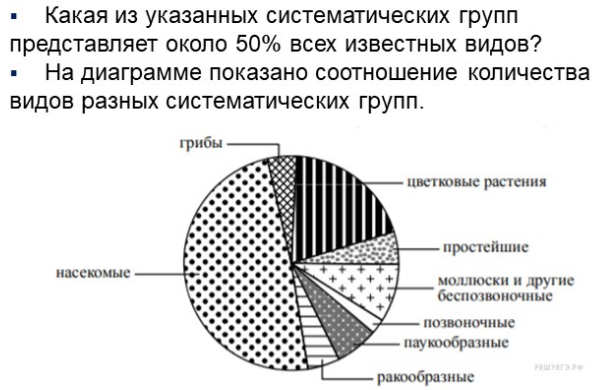 ▪ Какая из указанных систематических групп
представляет около 50% всех известных видов?
▪ На диаграмме показано соотношение количества
видов разных систематических групп.
грибы
цветковые растения
простейшие
насекомые
моллюски и другие
беспозвоночные
позвоночные
паукообразные
ракообразные
РЕШУЕГЭ.РФ